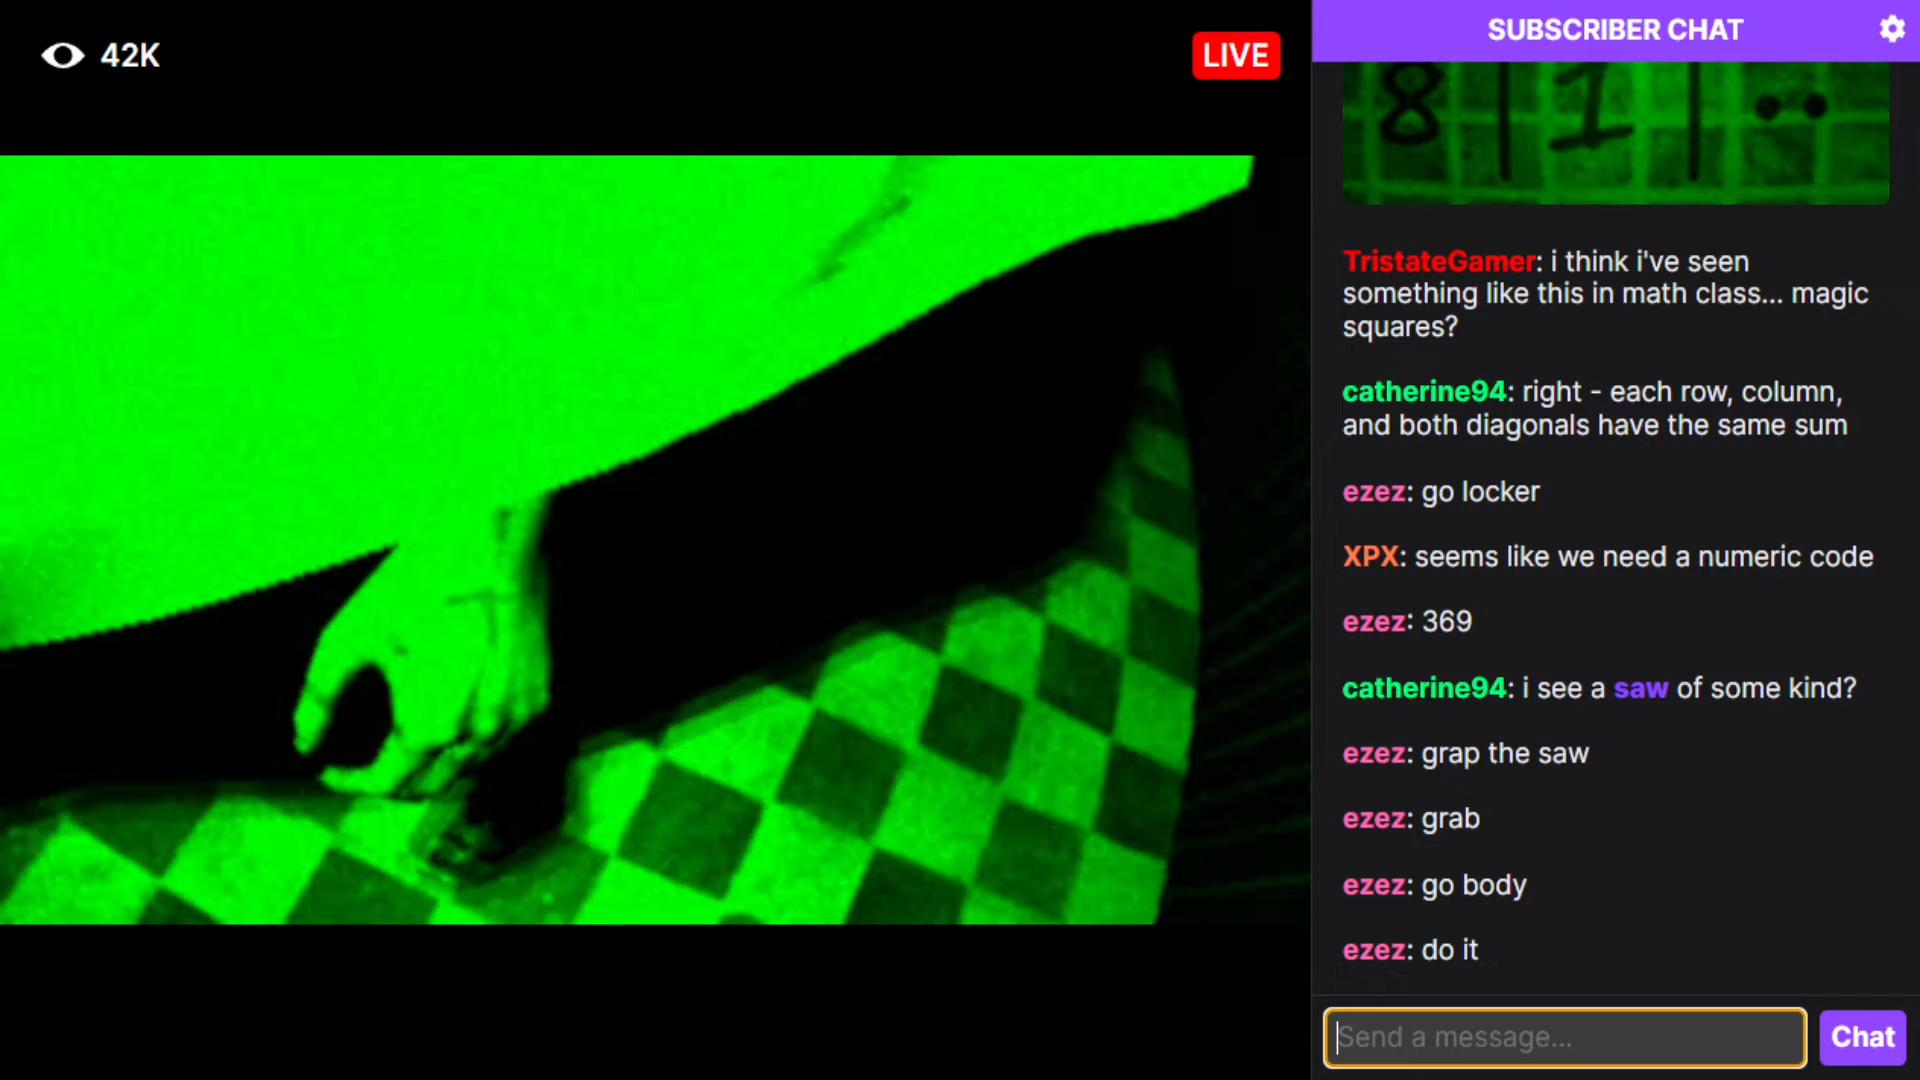 42K
LIVE
SUBSCRIBER CHAT
8 | 1 | ••
TristateGamer: i think i've seen
something like this in math class... magic
squares?
catherine94: right - each row, column,
and both diagonals have the same sum
ezez: go locker
XPX: seems like we need a numeric code
ezez: 369
catherine94: i see a saw of some kind?
ezez: grap the saw
ezez: grab
ezez: go body
ezez: do it
Send a message...
Chat